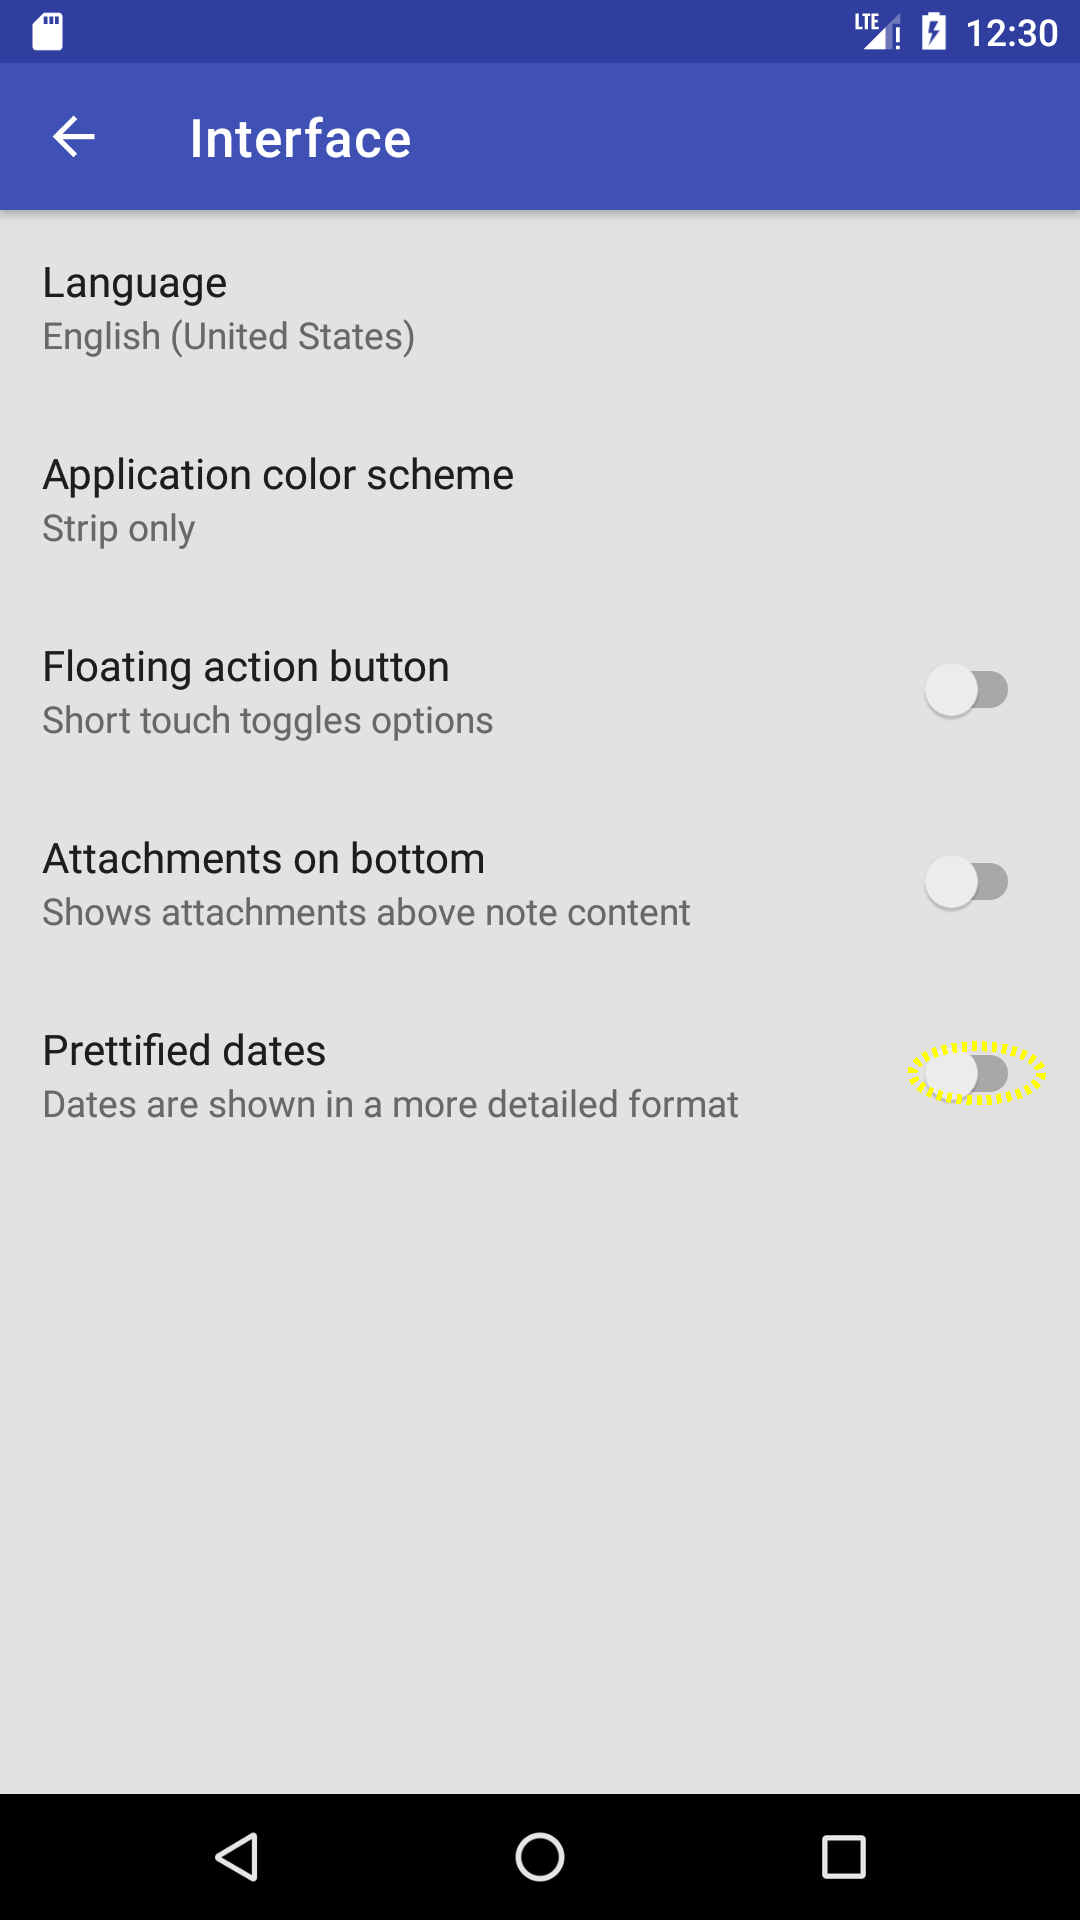 LTE 12:30
Interface
Language
English (United States)
Application color scheme
Strip only
Floating action button
Short touch toggles options
Attachments on bottom
Shows attachments above note content
Prettified dates
Dates are shown in a more detailed format